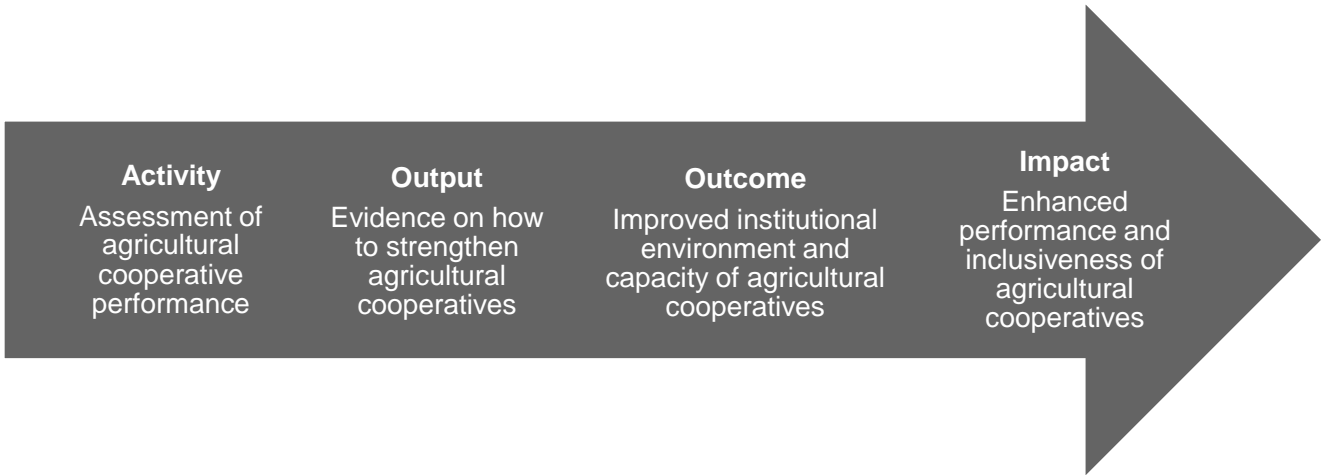 Activity
Assessment of
agricultural
cooperative
performance
Output
Evidence on how
to strengthen
agricultural
cooperatives
Outcome
Improved institutional
environment and
capacity of agricultural
cooperatives
Impact
Enhanced
performance and
inclusiveness of
agricultural
cooperatives